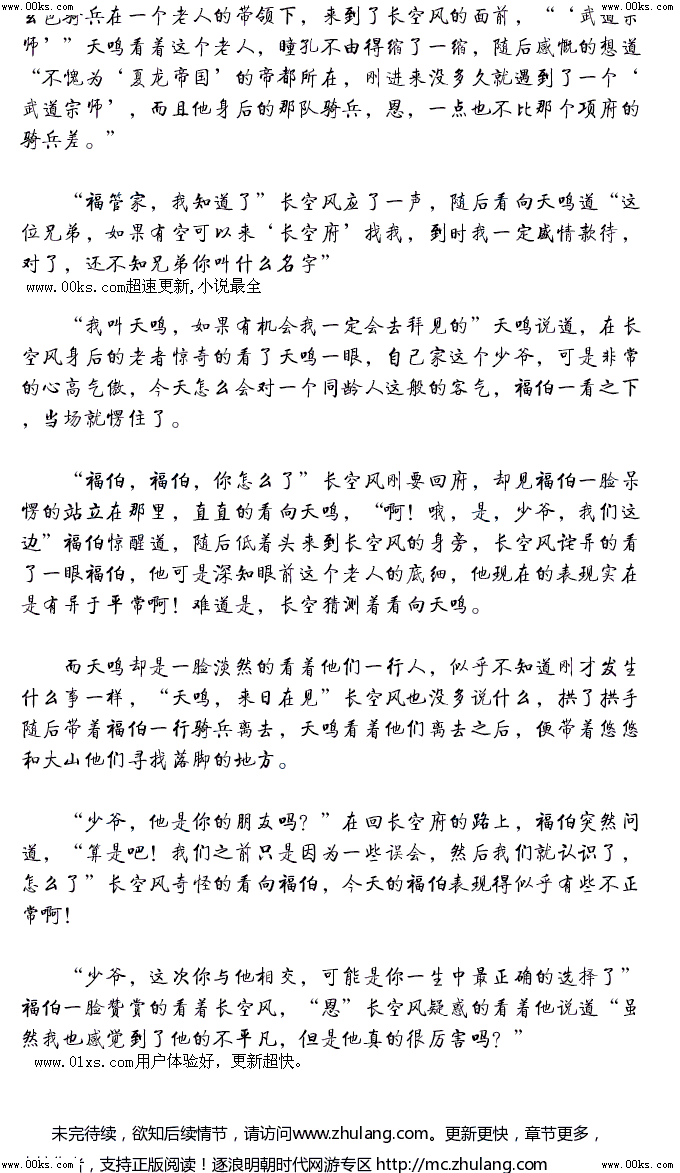 www.00ks.com www.00ks.com
色骑兵在一个老人的带领下，来到了长空风的面前，“‘武道宗
师’”天鸣看着这个老人，瞳孔不由得缩了一缩，随后感慨的想道
“不愧为‘夏龙帝国’的帝都所在，刚进来没多久就遇到了一个‘
武道宗师’，而且他身后的那队骑兵，恩，一点也不比那个项府的
骑兵差。”
“福管家，我知道了”长空风应了一声，随后看向天鸣道“这
位兄弟，如果有空可以来‘长空府’找我，到时我一定盛情款待，
对了，还不知兄弟你叫什么名字”
www.00ks.com超速更新,小说最全
“我叫天鸣，如果有机会我一定会去拜见的”天鸣说道，在长
空风身后的老者惊奇的看了天鸣一眼，自己家这个少爷，可是非常
的心高气傲，今天怎么会对一个同龄人这般的客气，福伯一看之下
，当场就愣住了。
“福伯，福伯，你怎么了”长空风刚要回府，却见福伯一脸呆
愣的站立在那里，直直的看向天鸣，“啊！哦，是，少爷，我们这
边”福伯惊醒道，随后低着头来到长空风的身旁，长空风诧异的看
了一眼福伯，他可是深知眼前这个老人的底细，他现在的表现实在
是有异于平常啊！难道是，长空猜测着看向天鸣。
而天鸣却是一脸淡然的看着他们一行人，似乎不知道刚才发生
什么事一样，“天鸣，来日在见”长空风也没多说什么，拱了拱手
随后带着福伯一行骑兵离去，天鸣看着他们离去之后，便带着悠悠
和大山他们寻找落脚的地方。
“少爷，他是你的朋友吗？”在回长空府的路上，福伯突然问
道，“算是吧！我们之前只是因为一些误会，然后我们就认识了，
怎么了”长空风奇怪的看向福伯，今天的福伯表现得似乎有些不正
常啊！
“少爷，这次你与他相交，可能是你一生中最正确的选择了”
福伯一脸赞赏的看着长空风，“恩”长空风疑惑的看着他说道“虽
然我也感觉到了他的不平凡，但是他真的很厉害吗？”
www.01xs.com用户体验好，更新超快。
未完待续，欲知后续情节，请访问www.zhulang.com。更新更快，章节更多，
，支持正版阅读！逐浪明朝时代网游专区 http://mc.zhulang.com
www.00ks.com www.00ks.com